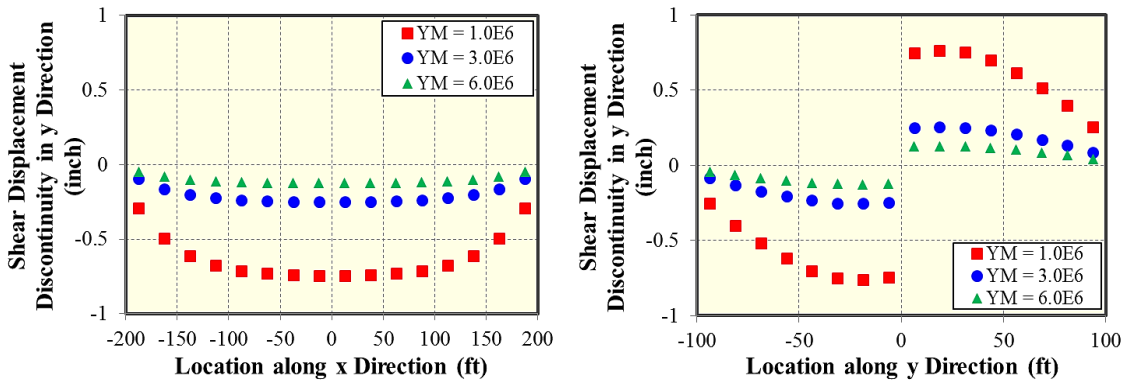 Shear Displacement
Discontinuity in y Direction
(inch)
1
0.5
0
-0.5
-1
-200 -150 -100 -50 0 50 100 150 200
Location along x Direction (ft)
YM = 1.0E6
YM = 3.0E6
YM = 6.0E6
Shear Displacement
Discontinuity in y Direction
(inch)
1
0.5
0
-0.5
-1
-100 -50 0 50 100
Location along y Direction (ft)
YM = 1.0E6
YM = 3.0E6
YM = 6.0E6